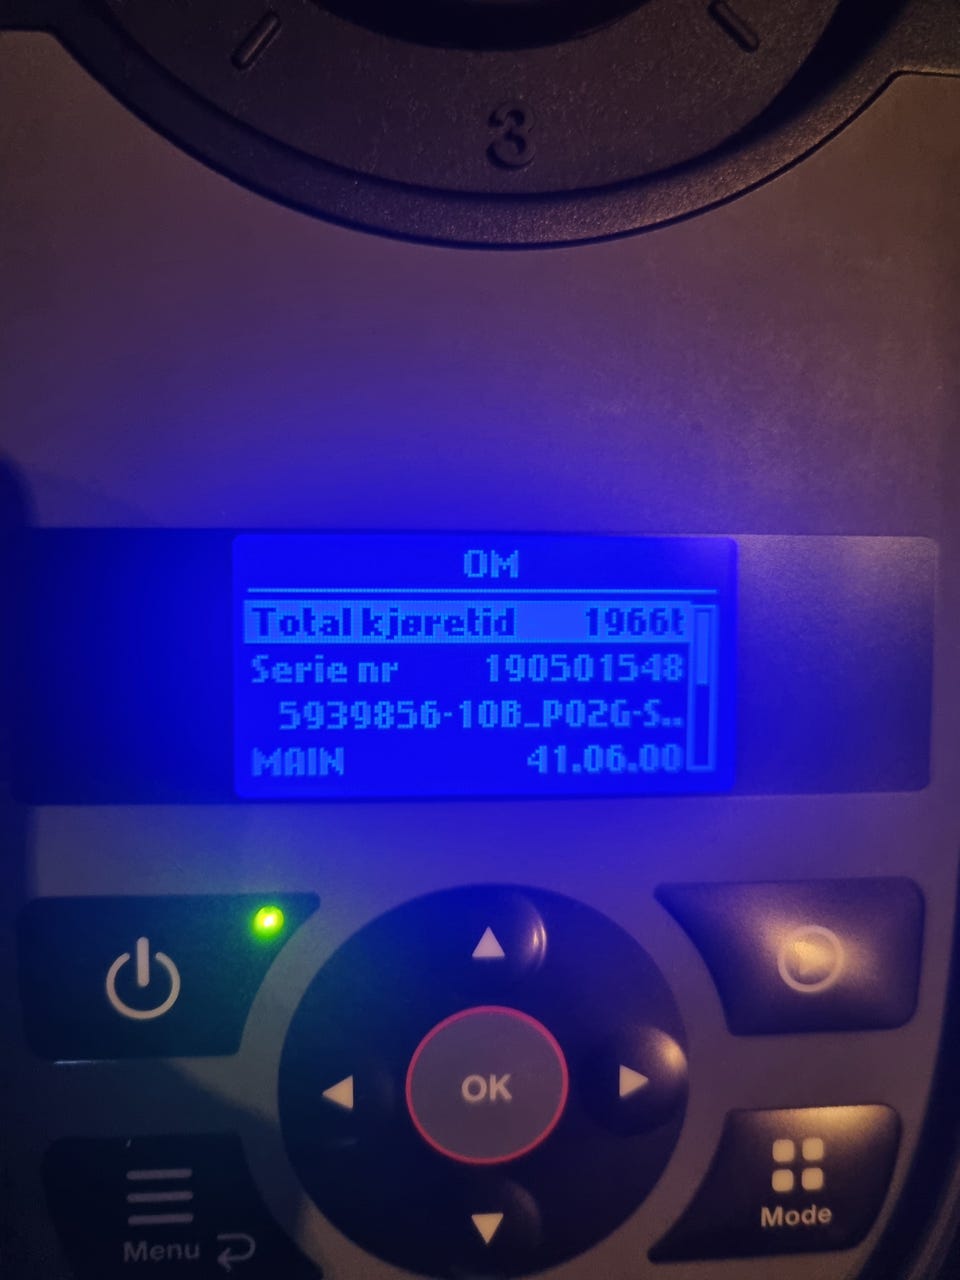 3
OM
Total kjøretid 1966t
Serie nr 190501548
5939856-10B_P02G-S..
MAIN 41.06.00
OK
Mode
Menu